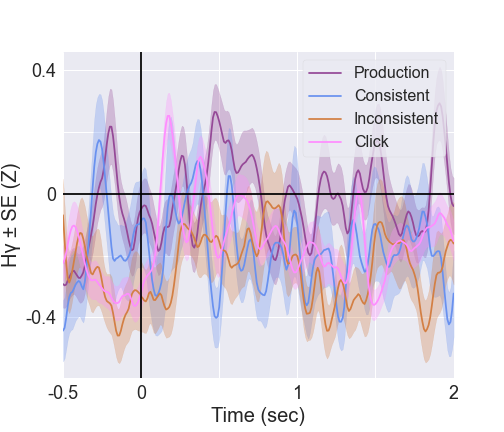 Production
Consistent
Inconsistent
Click
0.4
0
-0.4
Hγ ± SE (Z)
-0.5
0
1
2
Time (sec)